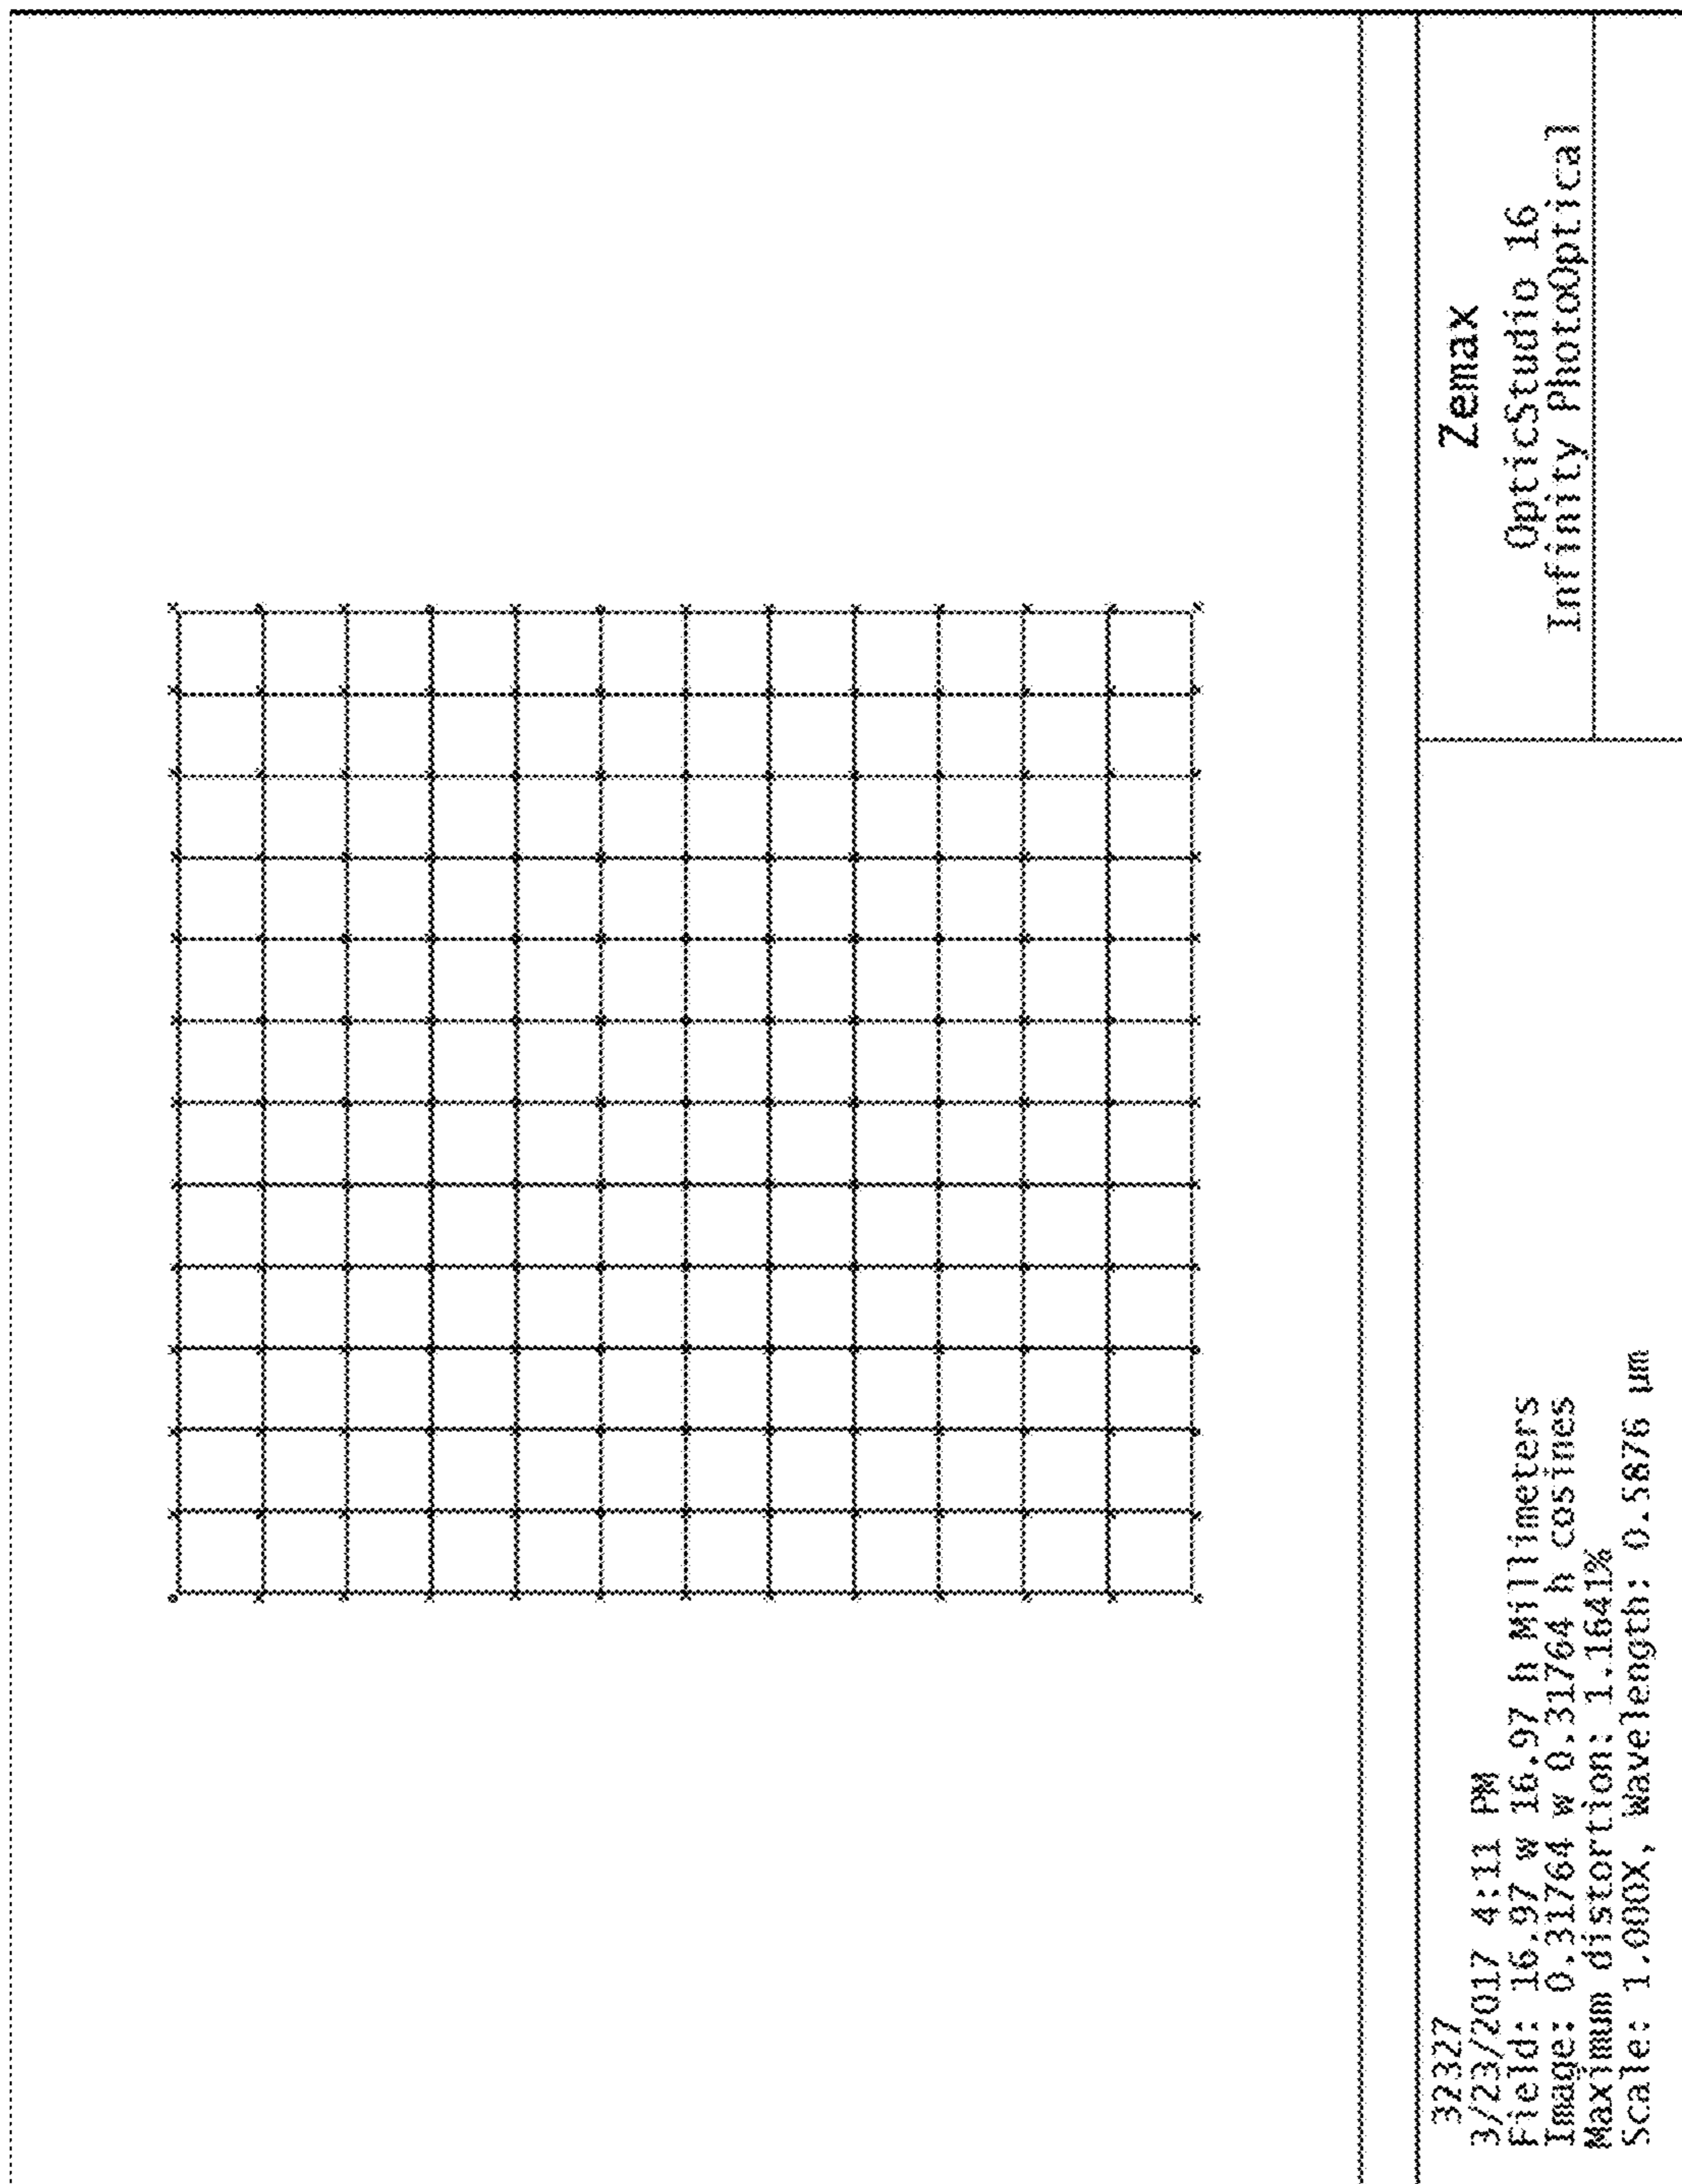 32327
3/23/2017 4:11 PM
Field: 16.97 w 16.97 h Millimeters
Image: 0.31764 w 0.31764 h cosines
Maximum distortion: 1.1641%
Scale: 1.000X, Wavelength: 0.5876 µm
Zemax
OpticStudio 16
Infinity PhotoOptical